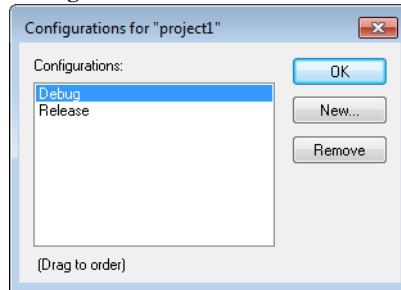 Configurations for "project1"
Configurations:
OK
Debug
Release
New...
Remove
(Drag to order)